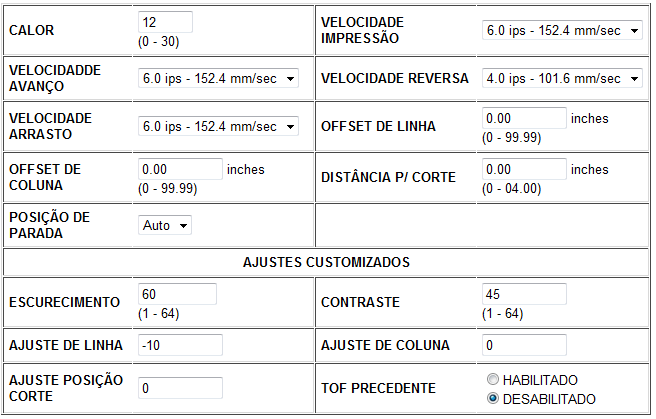 CALOR
12
(0 - 30)
VELOCIDADE
IMPRESSÃO
6.0 ips - 152.4 mm/sec
VELOCIDADDE
AVANÇO
6.0 ips - 152.4 mm/sec
VELOCIDADE REVERSA
4.0 ips - 101.6 mm/sec
VELOCIDADE
ARRASTO
6.0 ips - 152.4 mm/sec
OFFSET DE LINHA
0.00 inches
(0 - 99.99)
OFFSET DE
COLUNA
0.00 inches
(0 - 99.99)
DISTÂNCIA P/ CORTE
0.00 inches
(0 - 04.00)
POSIÇÃO DE
PARADA
Auto
AJUSTES CUSTOMIZADOS
ESCURECIMENTO
60
(1 - 64)
CONTRASTE
45
(1 - 64)
AJUSTE DE LINHA
-10
AJUSTE DE COLUNA
0
AJUSTE POSIÇÃO
CORTE
0
TOF PRECEDENTE
HABILITADO
DESABILITADO